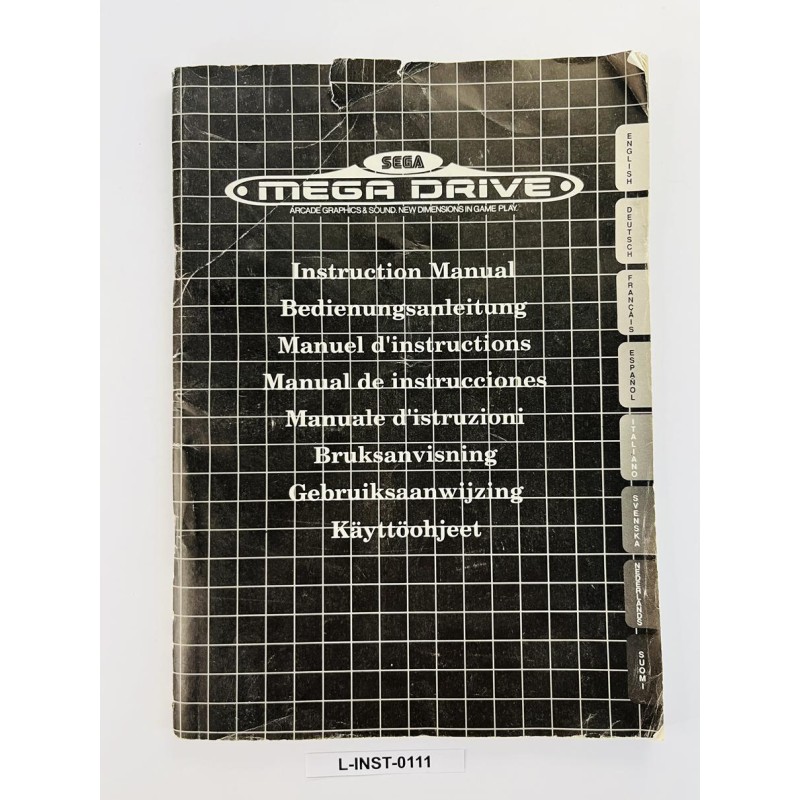 SEGA
MEGA DRIVE
ARCADE GRAPHICS & SOUND. NEW DIMENSIONS IN GAME PLAY.
Instruction Manual
Bedienungsanleitung
Manuel d'instructions
Manual de instrucciones
Manuale d'istruzioni
Bruksanvisning
Gebruiksaanwijzing
Käyttöohjeet
ENGLISH
DEUTSCH
FRANÇAIS
ESPAÑOL
ITALIANO
SVENSKA
NEDERLANDS
SUOMI
L-INST-0111